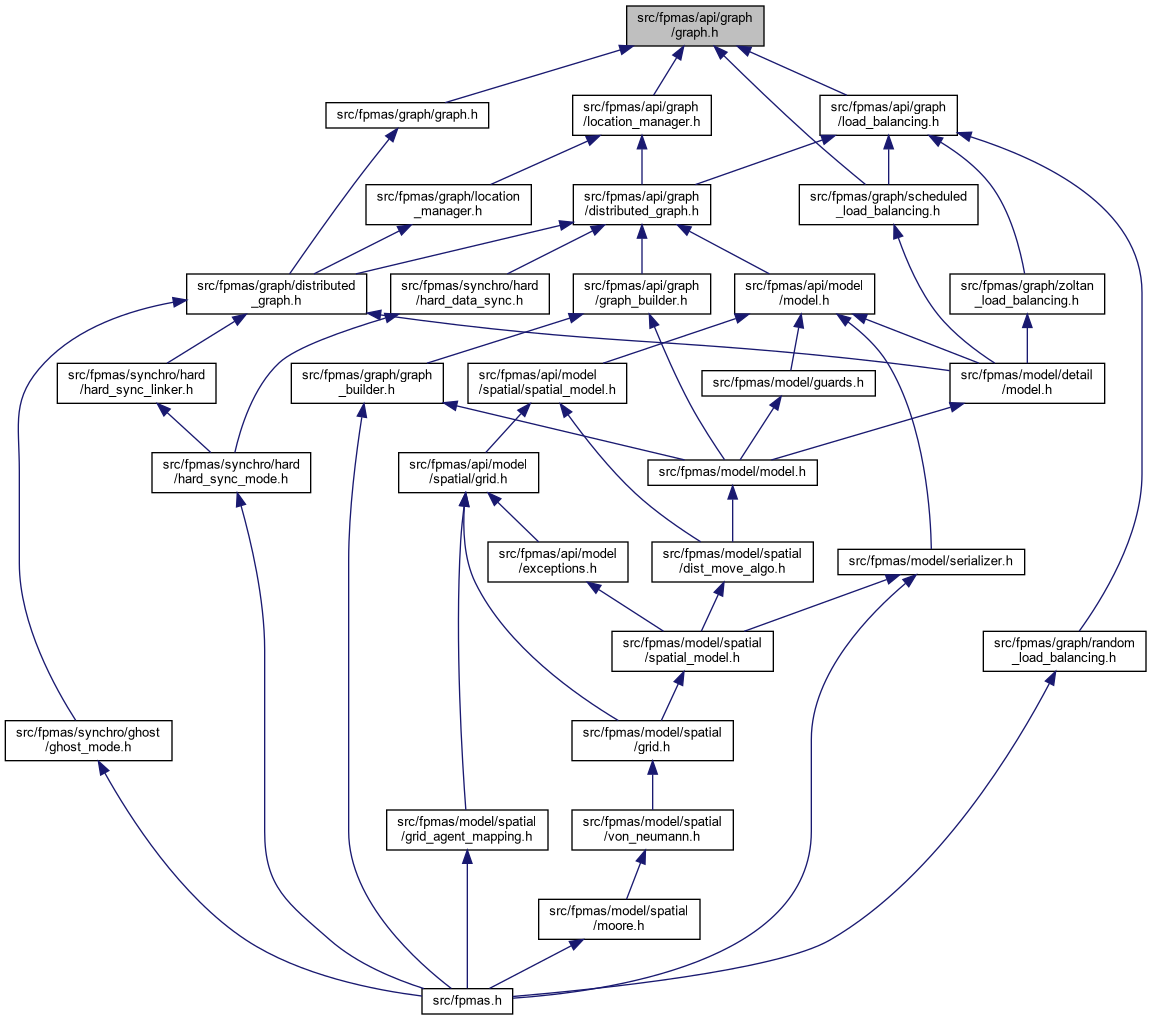 src/fpmas/api/graph
/graph.h
src/fpmas/graph/graph.h
src/fpmas/api/graph
/location_manager.h
src/fpmas/api/graph
/load_balancing.h
src/fpmas/graph/location
_manager.h
src/fpmas/api/graph
/distributed_graph.h
src/fpmas/graph/scheduled
_load_balancing.h
src/fpmas/graph/distributed
_graph.h
src/fpmas/synchro/hard
/hard_data_sync.h
src/fpmas/api/graph
/graph_builder.h
src/fpmas/api/model
/model.h
src/fpmas/graph/zoltan
_load_balancing.h
src/fpmas/synchro/hard
/hard_sync_linker.h
src/fpmas/graph/graph
_builder.h
src/fpmas/api/model
/spatial/spatial_model.h
src/fpmas/model/guards.h
src/fpmas/model/detail
/model.h
src/fpmas/synchro/hard
/hard_sync_mode.h
src/fpmas/api/model
/spatial/grid.h
src/fpmas/model/model.h
src/fpmas/api/model
/exceptions.h
src/fpmas/model/spatial
/dist_move_algo.h
src/fpmas/model/serializer.h
src/fpmas/model/spatial
/spatial_model.h
src/fpmas/graph/random
_load_balancing.h
src/fpmas/synchro/ghost
/ghost_mode.h
src/fpmas/model/spatial
/grid.h
src/fpmas/model/spatial
/grid_agent_mapping.h
src/fpmas/model/spatial
/von_neumann.h
src/fpmas/model/spatial
/moore.h
src/fpmas.h